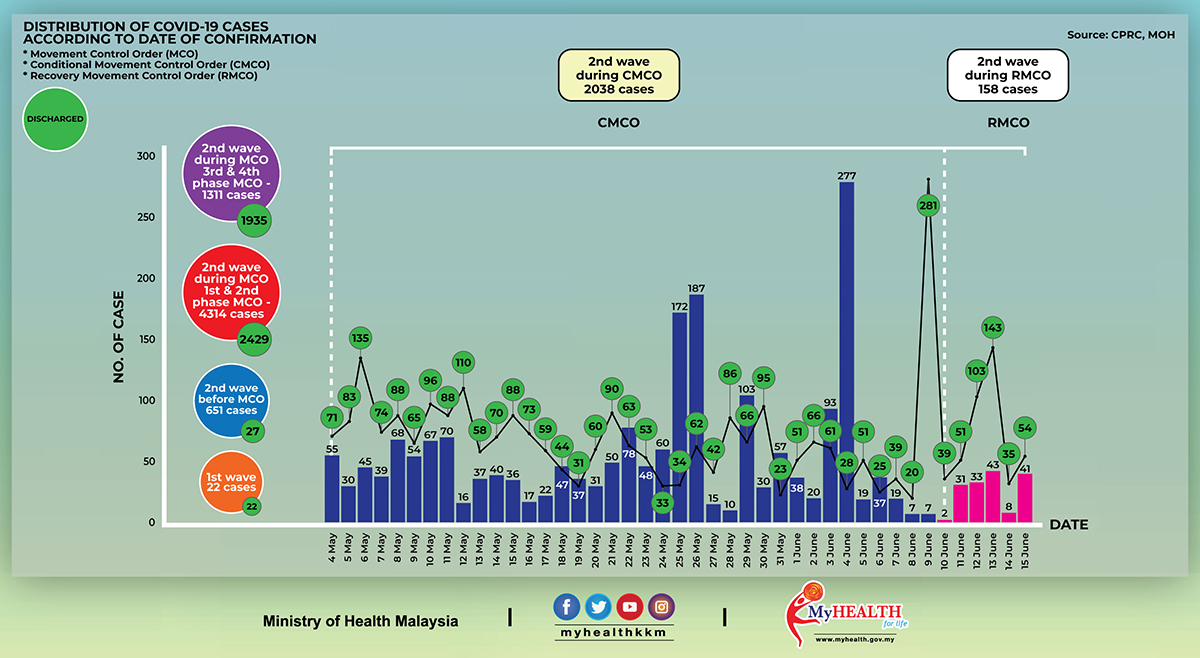 DISTRIBUTION OF COVID-19 CASES
ACCORDING TO DATE OF CONFIRMATION
* Movement Control Order (MCO)
* Conditional Movement Control Order (CMCO)
* Recovery Movement Control Order (RMCO)
Source: CPRC, MOH
2nd wave
during CMCO
2038 cases
2nd wave
during RMCO
158 cases
DISCHARGED
CMCO
RMCO
2nd wave
during MCO
3rd & 4th
phase MCO -
1311 cases
1935
2nd wave
during MCO
1st & 2nd
phase MCO -
4314 cases
2429
2nd wave
before MCO
651 cases
27
1st wave
22 cases
22
NO. OF CASE
300
250
200
150
100
50
0
71 83 135 74 88 65 96 88 110 58 70 88 73 59 44 31 60 90 63 53 33 34 62 42 86 66 95 23 51 66 61 28 51 25 39 20 281 39 51 103 143 35 54
55 30 45 39 68 54 67 70 16 37 40 36 17 22 47 37 31 50 78 48 60 172 187 15 10 103 30 57 38 20 93 277 19 37 19 7 7 2 31 33 43 8 41
4 May
5 May
6 May
7 May
8 May
9 May
10 May
11 May
12 May
13 May
14 May
15 May
16 May
17 May
18 May
19 May
20 May
21 May
22 May
23 May
24 May
25 May
26 May
27 May
28 May
29 May
30 May
31 May
1 June
2 June
3 June
4 June
5 June
6 June
7 June
8 June
9 June
10 June
11 June
12 June
13 June
14 June
15 June
DATE
Ministry of Health Malaysia
myhealthkkm
MyHEALTH
for life
www.myhealth.gov.my